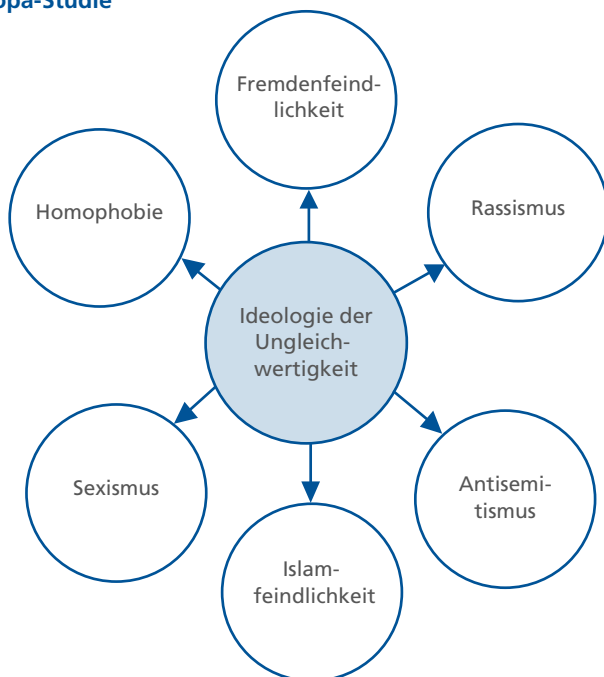 opa-Studie
Fremdenfeind-
lichkeit
Homophobie
Rassismus
Ideologie der
Ungleich-
wertigkeit
Sexismus
Antisemi-
tismus
Islam-
feindlichkeit